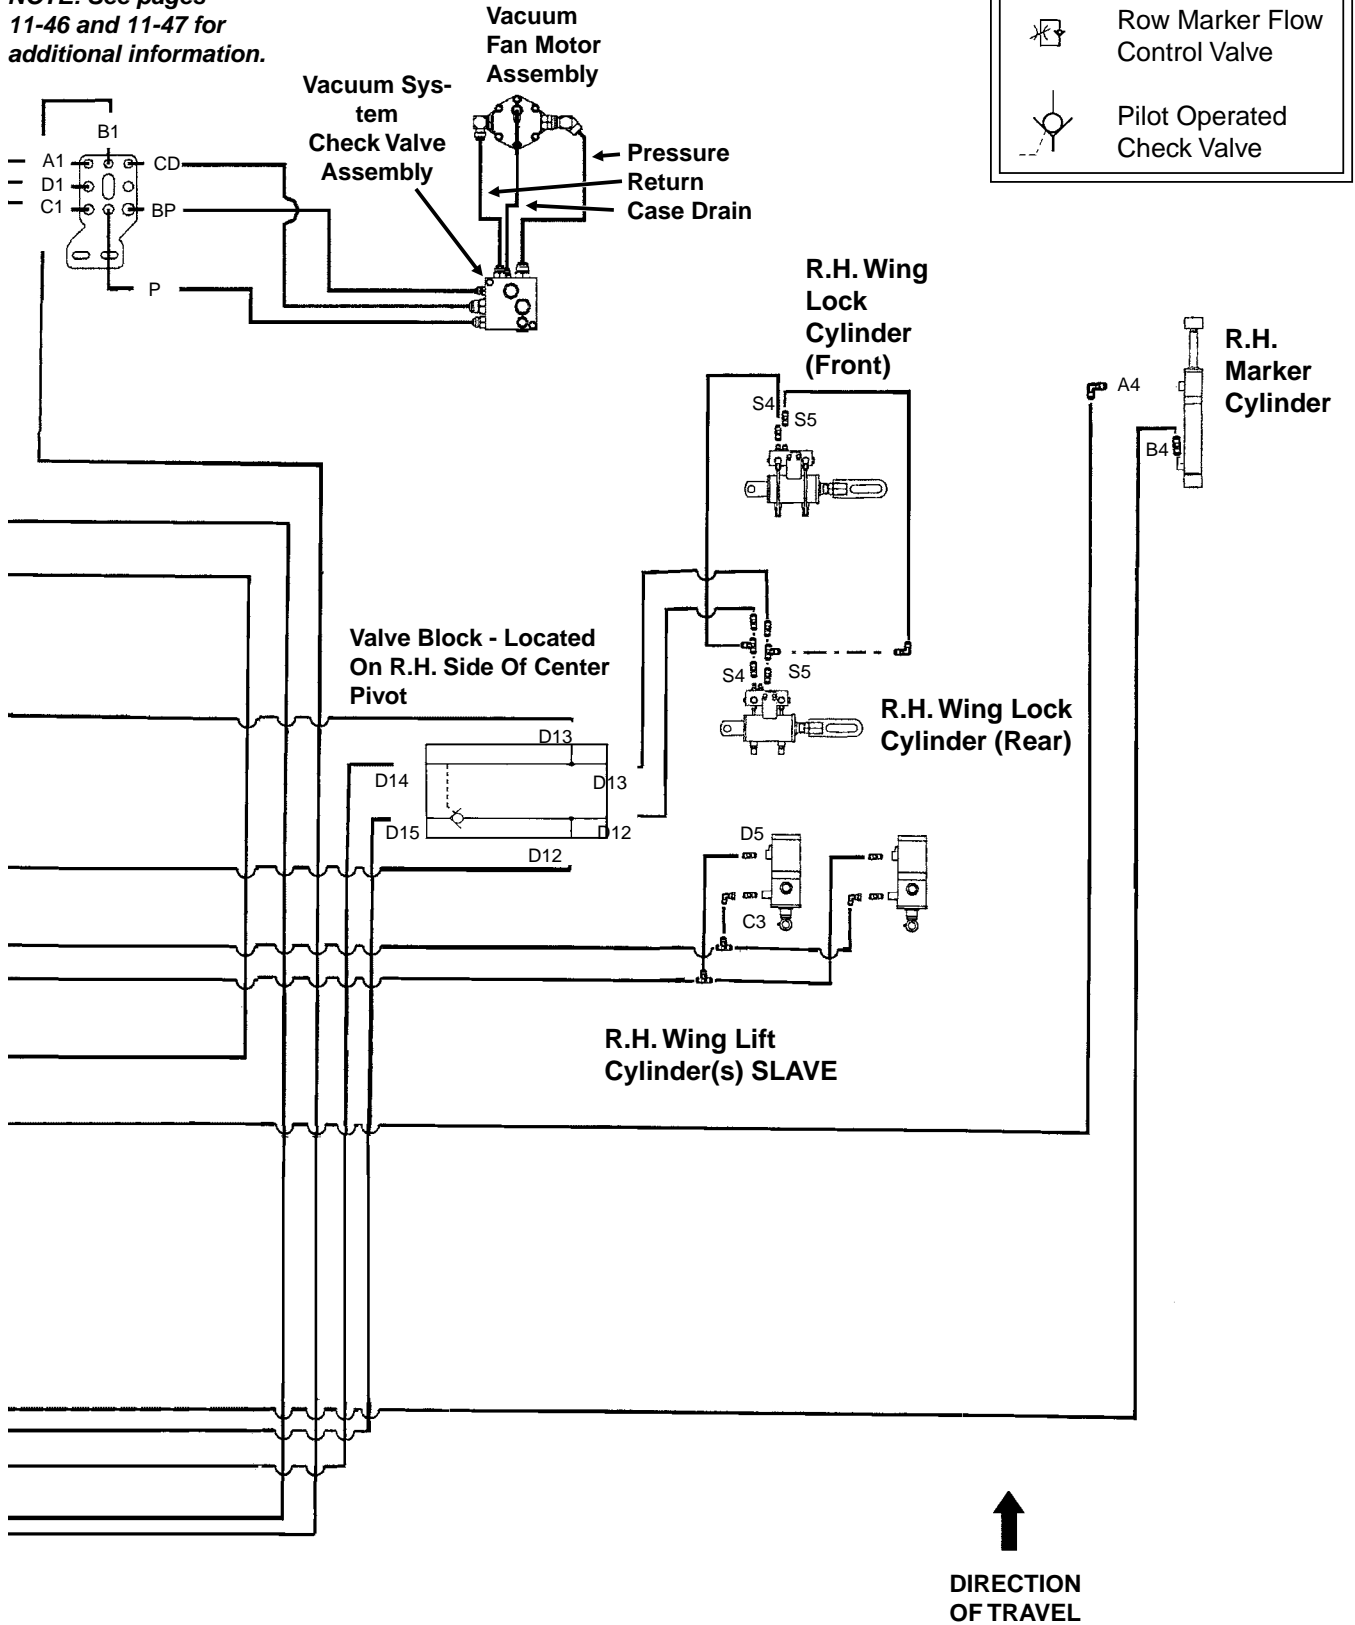 NOTE: See pages
11-46 and 11-47 for
additional information.
Vacuum
Fan Motor
Assembly
Row Marker Flow
Control Valve
Pilot Operated
Check Valve
Vacuum Sys-
tem
Check Valve
Assembly
B1
A1
CD
D1
C1
BP
P
Pressure
Return
Case Drain
R.H. Wing
Lock
Cylinder
(Front)
R.H.
Marker
Cylinder
A4
B4
S4
S5
Valve Block - Located
On R.H. Side Of Center
Pivot
S4
S5
R.H. Wing Lock
Cylinder (Rear)
D13
D14
D13
D15
D12
D12
D5
C3
R.H. Wing Lift
Cylinder(s) SLAVE
DIRECTION
OF TRAVEL